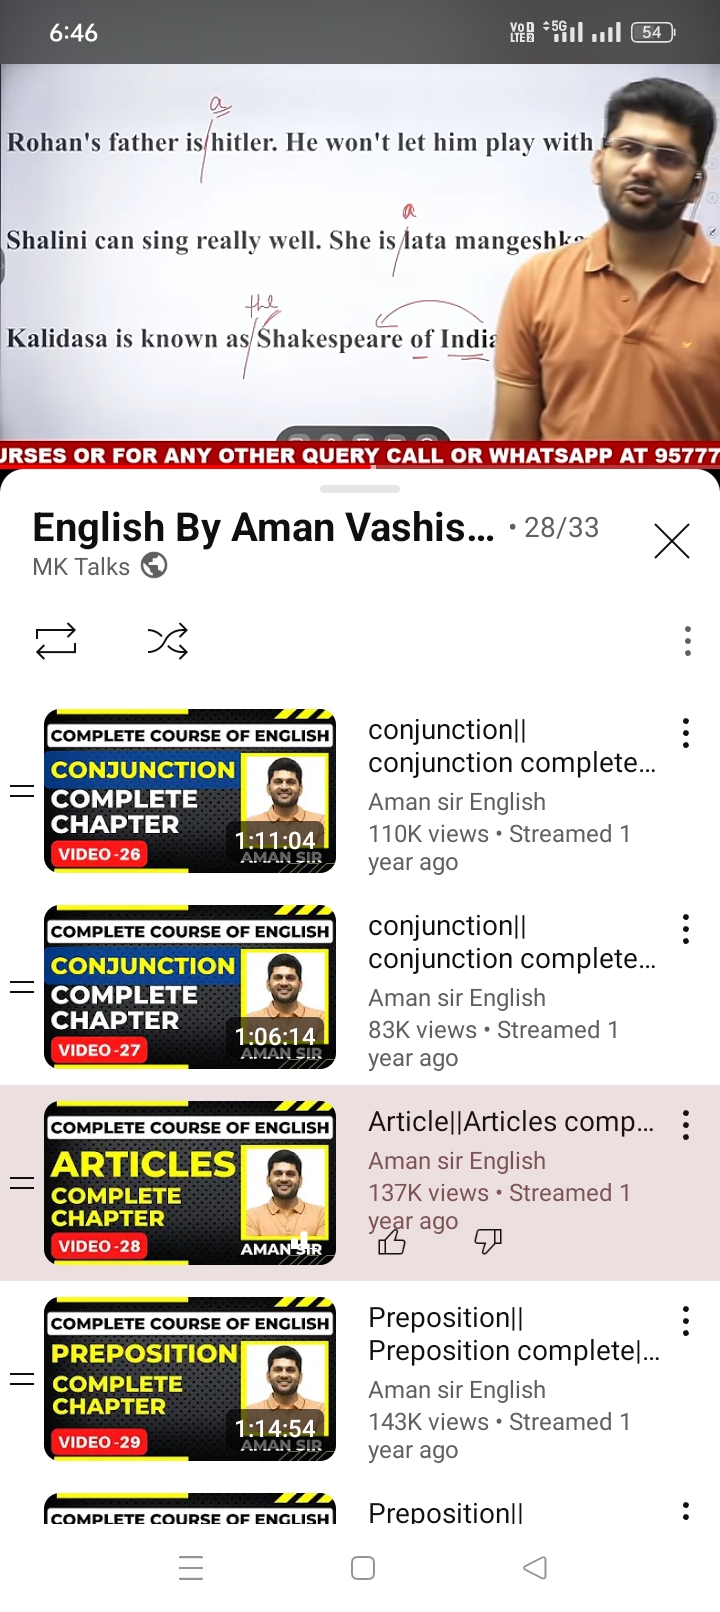 6:46
VoD LTE2 5G 54
a
Rohan's father is/hitler. He won't let him play with
a
Shalini can sing really well. She is/lata mangeshka
the
Kalidasa is known as/Shakespeare of India
URSES OR FOR ANY OTHER QUERY CALL OR WHATSAPP AT 95777
English By Aman Vashis... • 28/33
MK Talks
COMPLETE COURSE OF ENGLISH
CONJUNCTION
COMPLETE
CHAPTER
VIDEO-26
1:11:04
AMAN SIR
conjunction||
conjunction complete...
Aman sir English
110K views • Streamed 1
year ago
COMPLETE COURSE OF ENGLISH
CONJUNCTION
COMPLETE
CHAPTER
VIDEO-27
1:06:14
AMAN SIR
conjunction||
conjunction complete...
Aman sir English
83K views • Streamed 1
year ago
COMPLETE COURSE OF ENGLISH
ARTICLES
COMPLETE
CHAPTER
VIDEO-28
AMAN SIR
Article||Articles comp...
Aman sir English
137K views • Streamed 1
year ago
COMPLETE COURSE OF ENGLISH
PREPOSITION
COMPLETE
CHAPTER
VIDEO-29
1:14:54
AMAN SIR
Preposition||
Preposition complete|...
Aman sir English
143K views • Streamed 1
year ago
COMPLETE COURSE OF ENGLISH
Preposition||